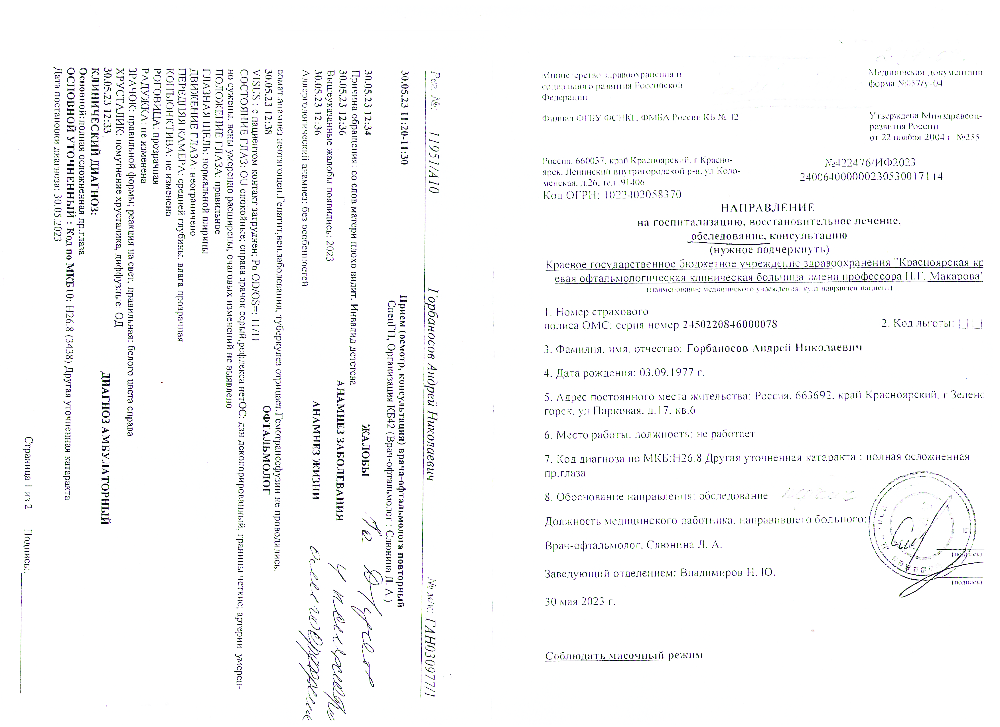 Рег. №: 11951/А10 Горбаносов Андрей Николаевич № м/к: ГАН030977/1
30.05.23 11:20-11:30 Прием (осмотр, консультация) врача-офтальмолога повторный
СпецГП, Организация КБ42 (Врач-офтальмолог : Слюнина Л. А.)
ЖАЛОБЫ
30.05.23 12:34
Причина обращения: со слов матери плохо видит. Инвалид детства
АНАМНЕЗ ЗАБОЛЕВАНИЯ
30.05.23 12:36
Вышеуказанные жалобы появились: 2023
АНАМНЕЗ ЖИЗНИ
30.05.23 12:36
Аллергологический анамнез: без особенностей
сомат.анамнез неотягощен.Гепатит,вен.заболевания, туберкулез отрицает.Гемотрансфузии не проводились.
ОФТАЛЬМОЛОГ
30.05.23 12:38
VISUS : с пациентом контакт затруднен; Po OD/OS=: 11/11
СОСТОЯНИЕ ГЛАЗ: OU спокойные; справа зрачок серый,рефлекса нетОС: дзн деколорированный, границы четкие; артерии умерен-
но сужены. вены умеренно расширены; очаговых изменений не выявлено
ПОЛОЖЕНИЕ ГЛАЗА: правильное
ГЛАЗНАЯ ЩЕЛЬ: нормальной ширины
ДВИЖЕНИЕ ГЛАЗА: неограничено
ПЕРЕДНЯЯ КАМЕРА: средней глубины. влага прозрачная
КОНЪЮНКТИВА: не изменена
РОГОВИЦА: прозрачная
РАДУЖКА: не изменена
ЗРАЧОК: правильной формы; реакция на свет, правильная: белого цвета справа
ХРУСТАЛИК: помутнение хрусталика, диффузные: ОД
ДИАГНОЗ АМБУЛАТОРНЫЙ
30.05.23 12:33
КЛИНИЧЕСКИЙ ДИАГНОЗ:
Основной:полная осложненная пр.глаза
ОСНОВНОЙ УТОЧНЕННЫЙ : Код по МКБ10: H26.8 (3438) Другая уточненная катаракта
Дата постановки диагноза: 30.05.2023
Страница 1 из 2 Подпись:
Министерство здравоохранения и
социального развития Российской
Федерации
Медицинская документаци
форма №057/у-04
Филиал ФГБУ ФСНКЦ ФМБА России КБ № 42
Утверждена Минздравсоц-
развития России
от 22 ноября 2004 г. №255
Россия, 660037, край Красноярский, г Красно-
ярск, Ленинский внутригородской р-н, ул Коло-
менская, д.26, тел 91406
Код ОГРН: 1022402058370
№422476/ИФ2023
2400640000000230530017114
НАПРАВЛЕНИЕ
на госпитализацию, восстановительное лечение,
обследование, консультацию
(нужное подчеркнуть)
Краевое государственное бюджетное учреждение здравоохранения "Красноярская кр
евая офтальмологическая клиническая больница имени профессора П.Г. Макарова"
(наименование медицинского учреждения, куда направлен пациент)
1. Номер страхового
полиса ОМС: серия номер 2450220846000078 2. Код льготы: |_| |_|
3. Фамилия, имя, отчество: Горбаносов Андрей Николаевич
4. Дата рождения: 03.09.1977 г.
5. Адрес постоянного места жительства: Россия, 663692, край Красноярский, г Зелено
горск, ул Парковая, д.17, кв.6
6. Место работы, должность: не работает
7. Код диагноза по МКБ:H26.8 Другая уточненная катаракта : полная осложненная
пр.глаза
8. Обоснование направления: обследование
Должность медицинского работника, направившего больного:
Врач-офтальмолог, Слюнина Л. А.
(подпись)
Заведующий отделением: Владимиров Н. Ю.
(подпись)
30 мая 2023 г.
Соблюдать масочный режим